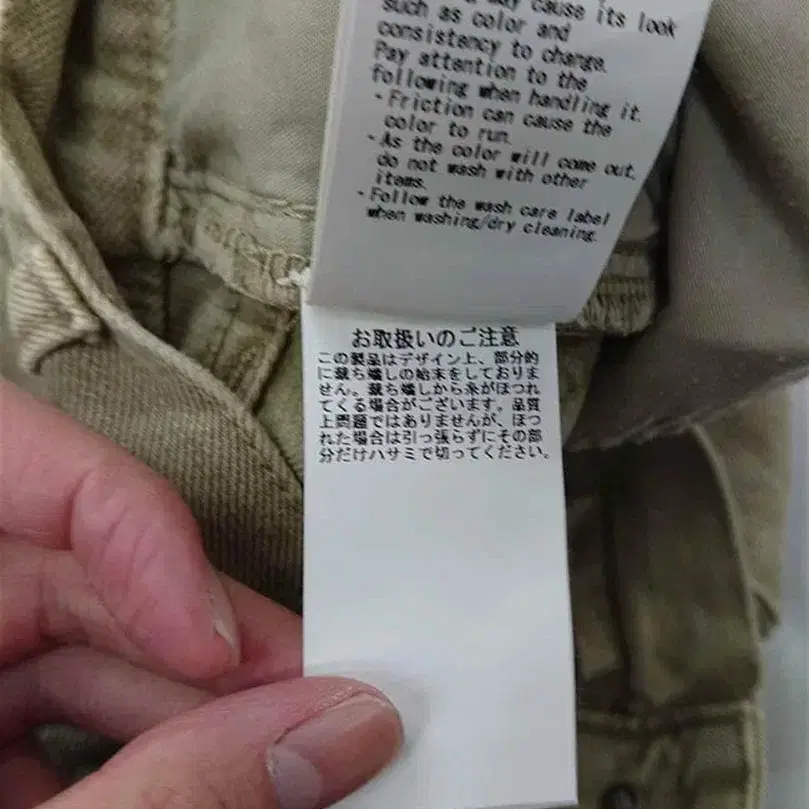 may cause its look
such as color and
consistency to change.
Pay attention to the
following when handling it.
・Friction can cause the
color to run.
・As the color will come out,
do not wash with other
items.
・Follow the wash care label
when washing/dry cleaning.
お取扱いのご注意
この製品はデザイン上、部分的
に裁ち端しの始末をしておりま
せん。裁ち端しから糸がほつれ
てくる場合がございます。品質
上問題ではありませんが、ほつ
れた場合は引っ張らずにその部
分だけハサミで切ってください。